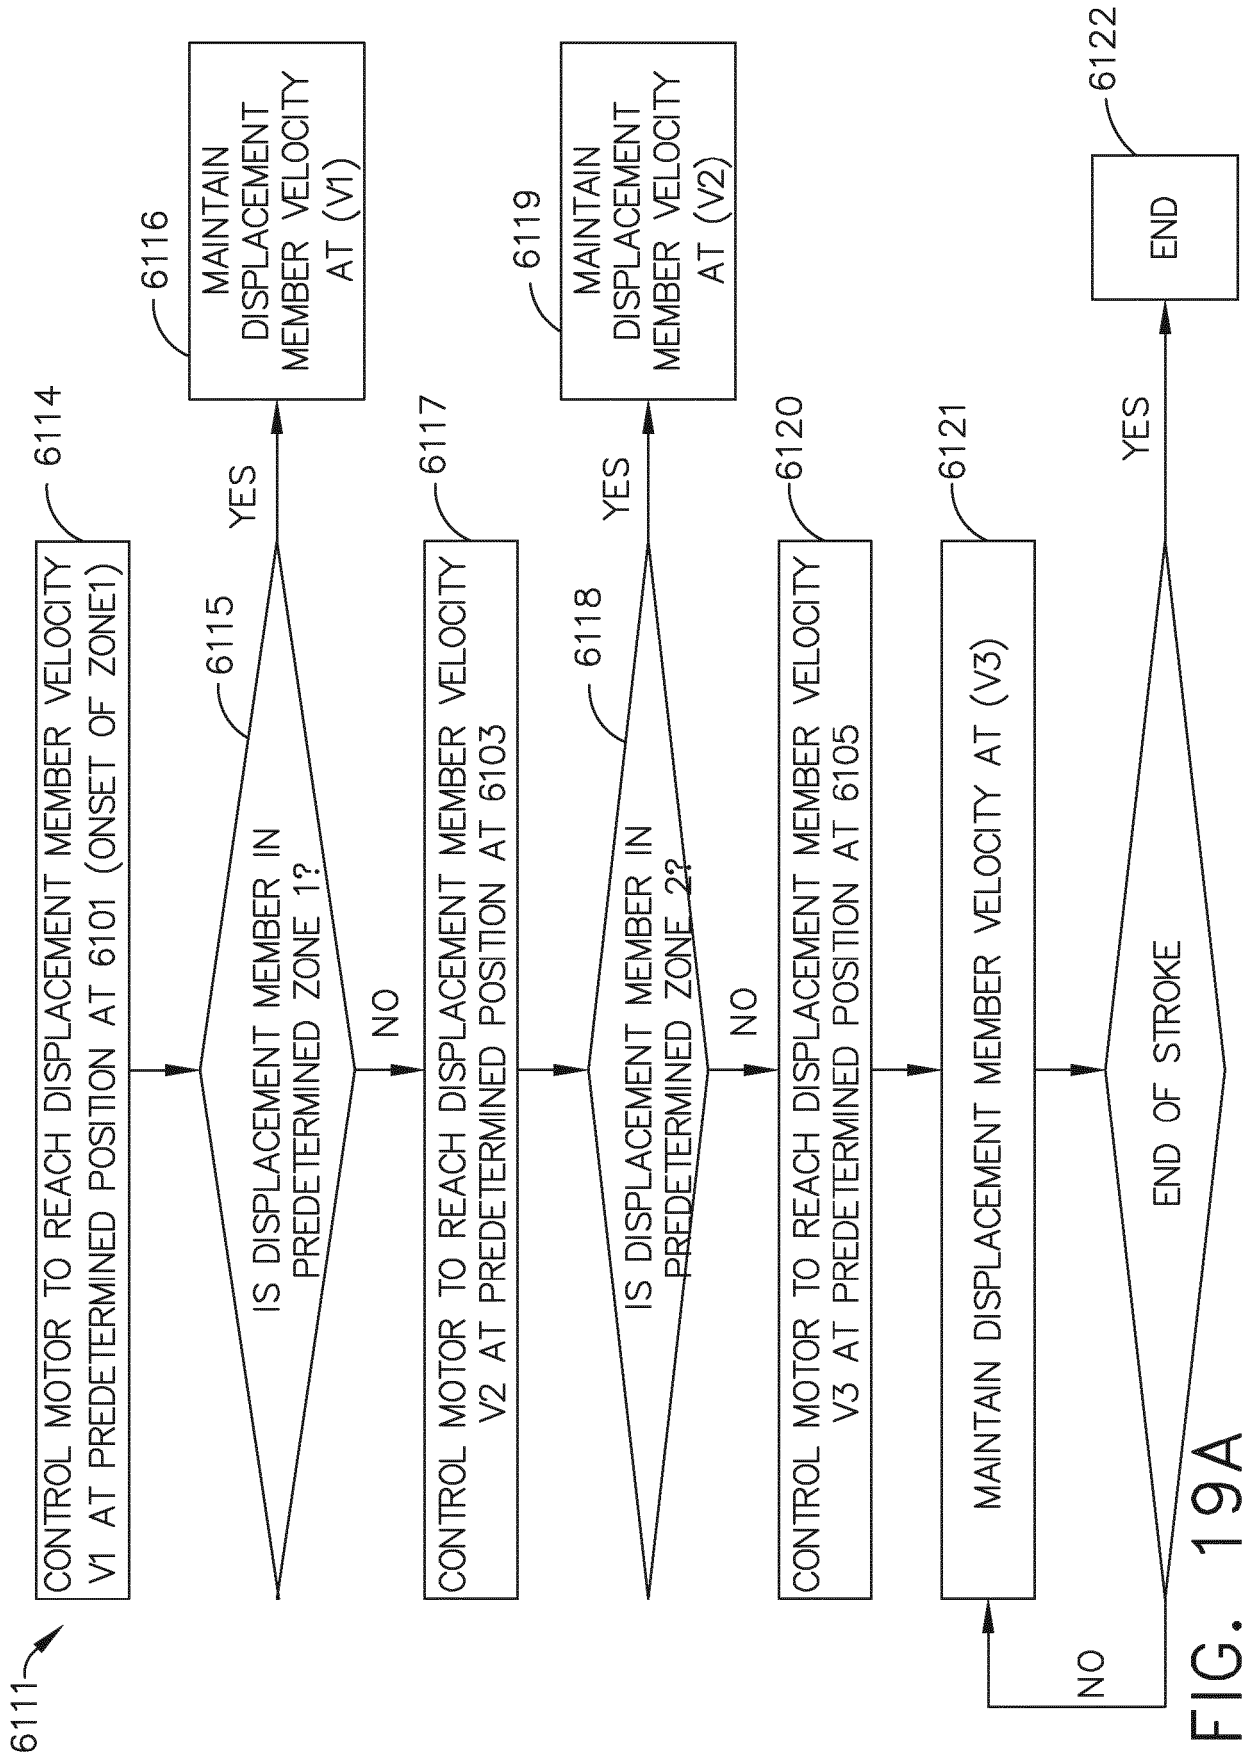 6111
CONTROL MOTOR TO REACH DISPLACEMENT MEMBER VELOCITY
V1 AT PREDETERMINED POSITION AT 6101 (ONSET OF ZONE1)
6114
IS DISPLACEMENT MEMBER IN
PREDETERMINED ZONE 1?
6115
YES
MAINTAIN
DISPLACEMENT
MEMBER VELOCITY
AT (V1)
6116
NO
CONTROL MOTOR TO REACH DISPLACEMENT MEMBER VELOCITY
V2 AT PREDETERMINED POSITION AT 6103
6117
IS DISPLACEMENT MEMBER IN
PREDETERMINED ZONE 2?
6118
YES
MAINTAIN
DISPLACEMENT
MEMBER VELOCITY
AT (V2)
6119
NO
CONTROL MOTOR TO REACH DISPLACEMENT MEMBER VELOCITY
V3 AT PREDETERMINED POSITION AT 6105
6120
MAINTAIN DISPLACEMENT MEMBER VELOCITY AT (V3)
6121
END OF STROKE
NO
YES
END
6122
FIG. 19A